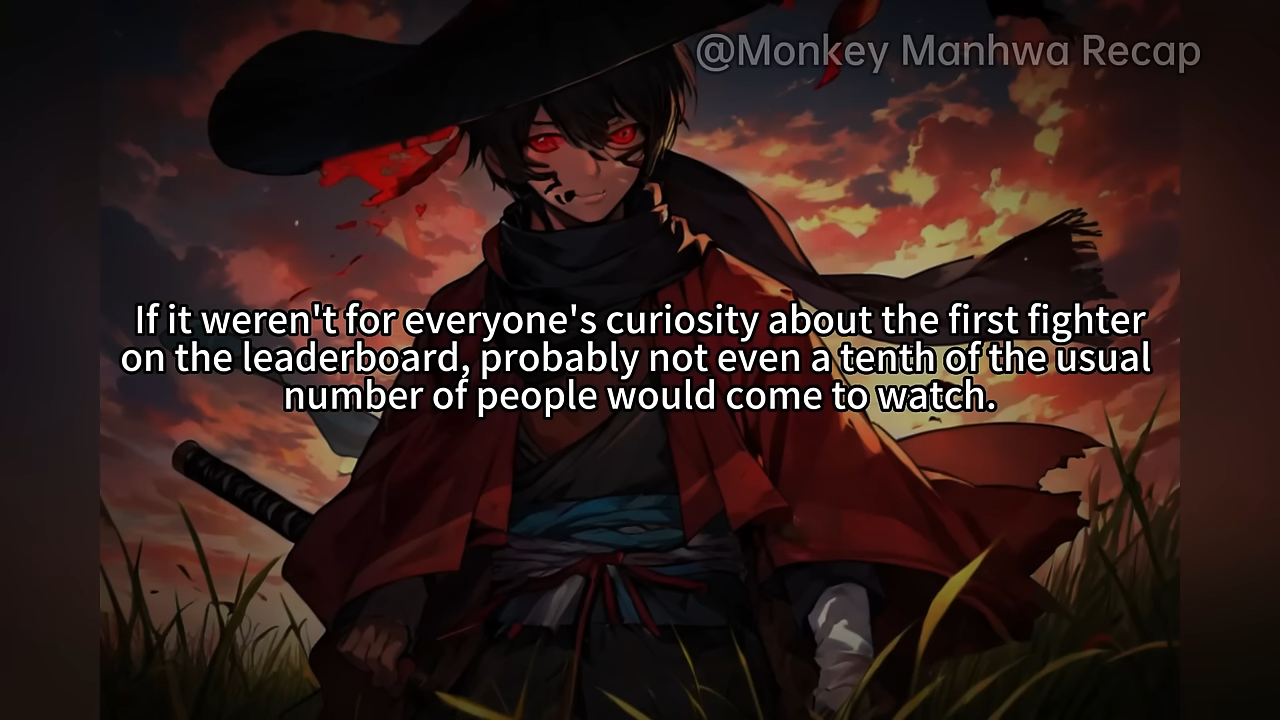 @Monkey Manhwa Recap
If it weren't for everyone's curiosity about the first fighter
on the leaderboard, probably not even a tenth of the usual
number of people would come to watch.